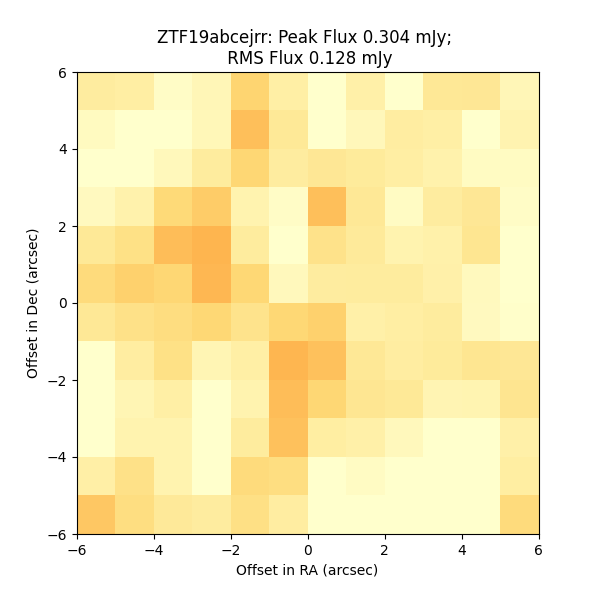 ZTF19abcejrr: Peak Flux 0.304 mJy;
RMS Flux 0.128 mJy
6
4
2
0
−2
−4
−6
Offset in Dec (arcsec)
−6 −4 −2 0 2 4 6
Offset in RA (arcsec)